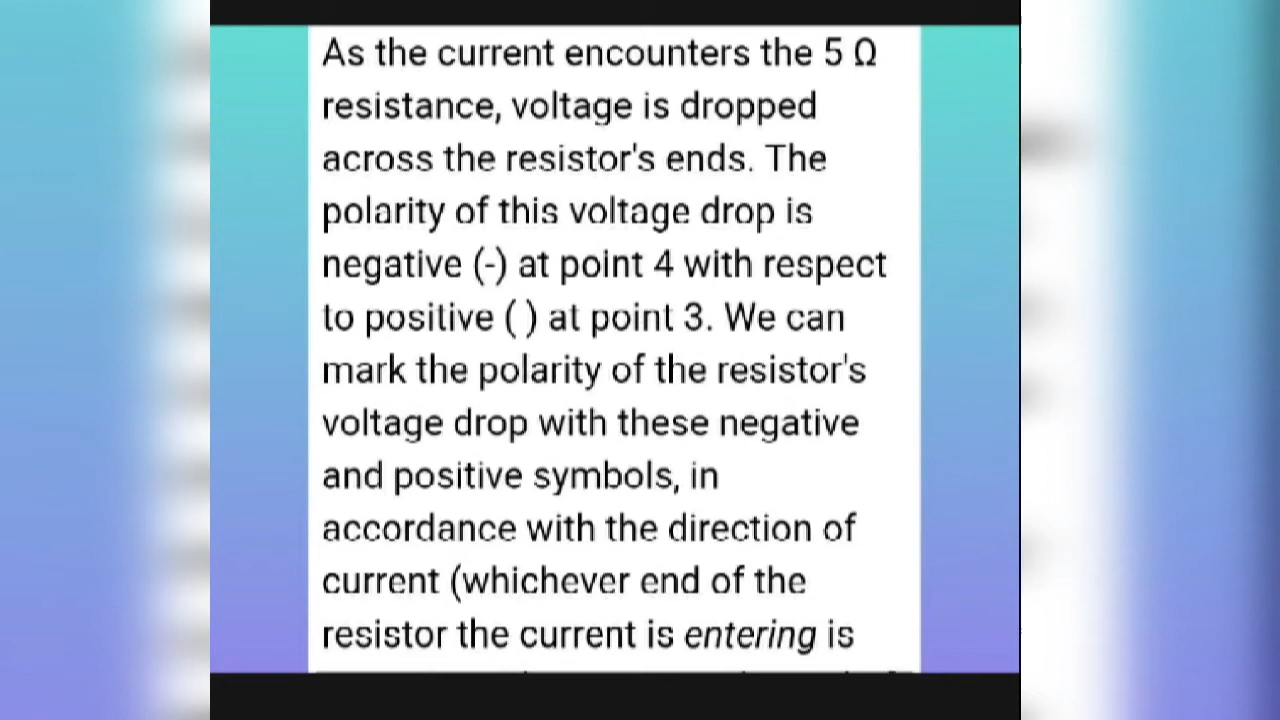 As the current encounters the 5 Ω
resistance, voltage is dropped
across the resistor's ends. The
polarity of this voltage drop is
negative (-) at point 4 with respect
to positive ( ) at point 3. We can
mark the polarity of the resistor's
voltage drop with these negative
and positive symbols, in
accordance with the direction of
current (whichever end of the
resistor the current is entering is